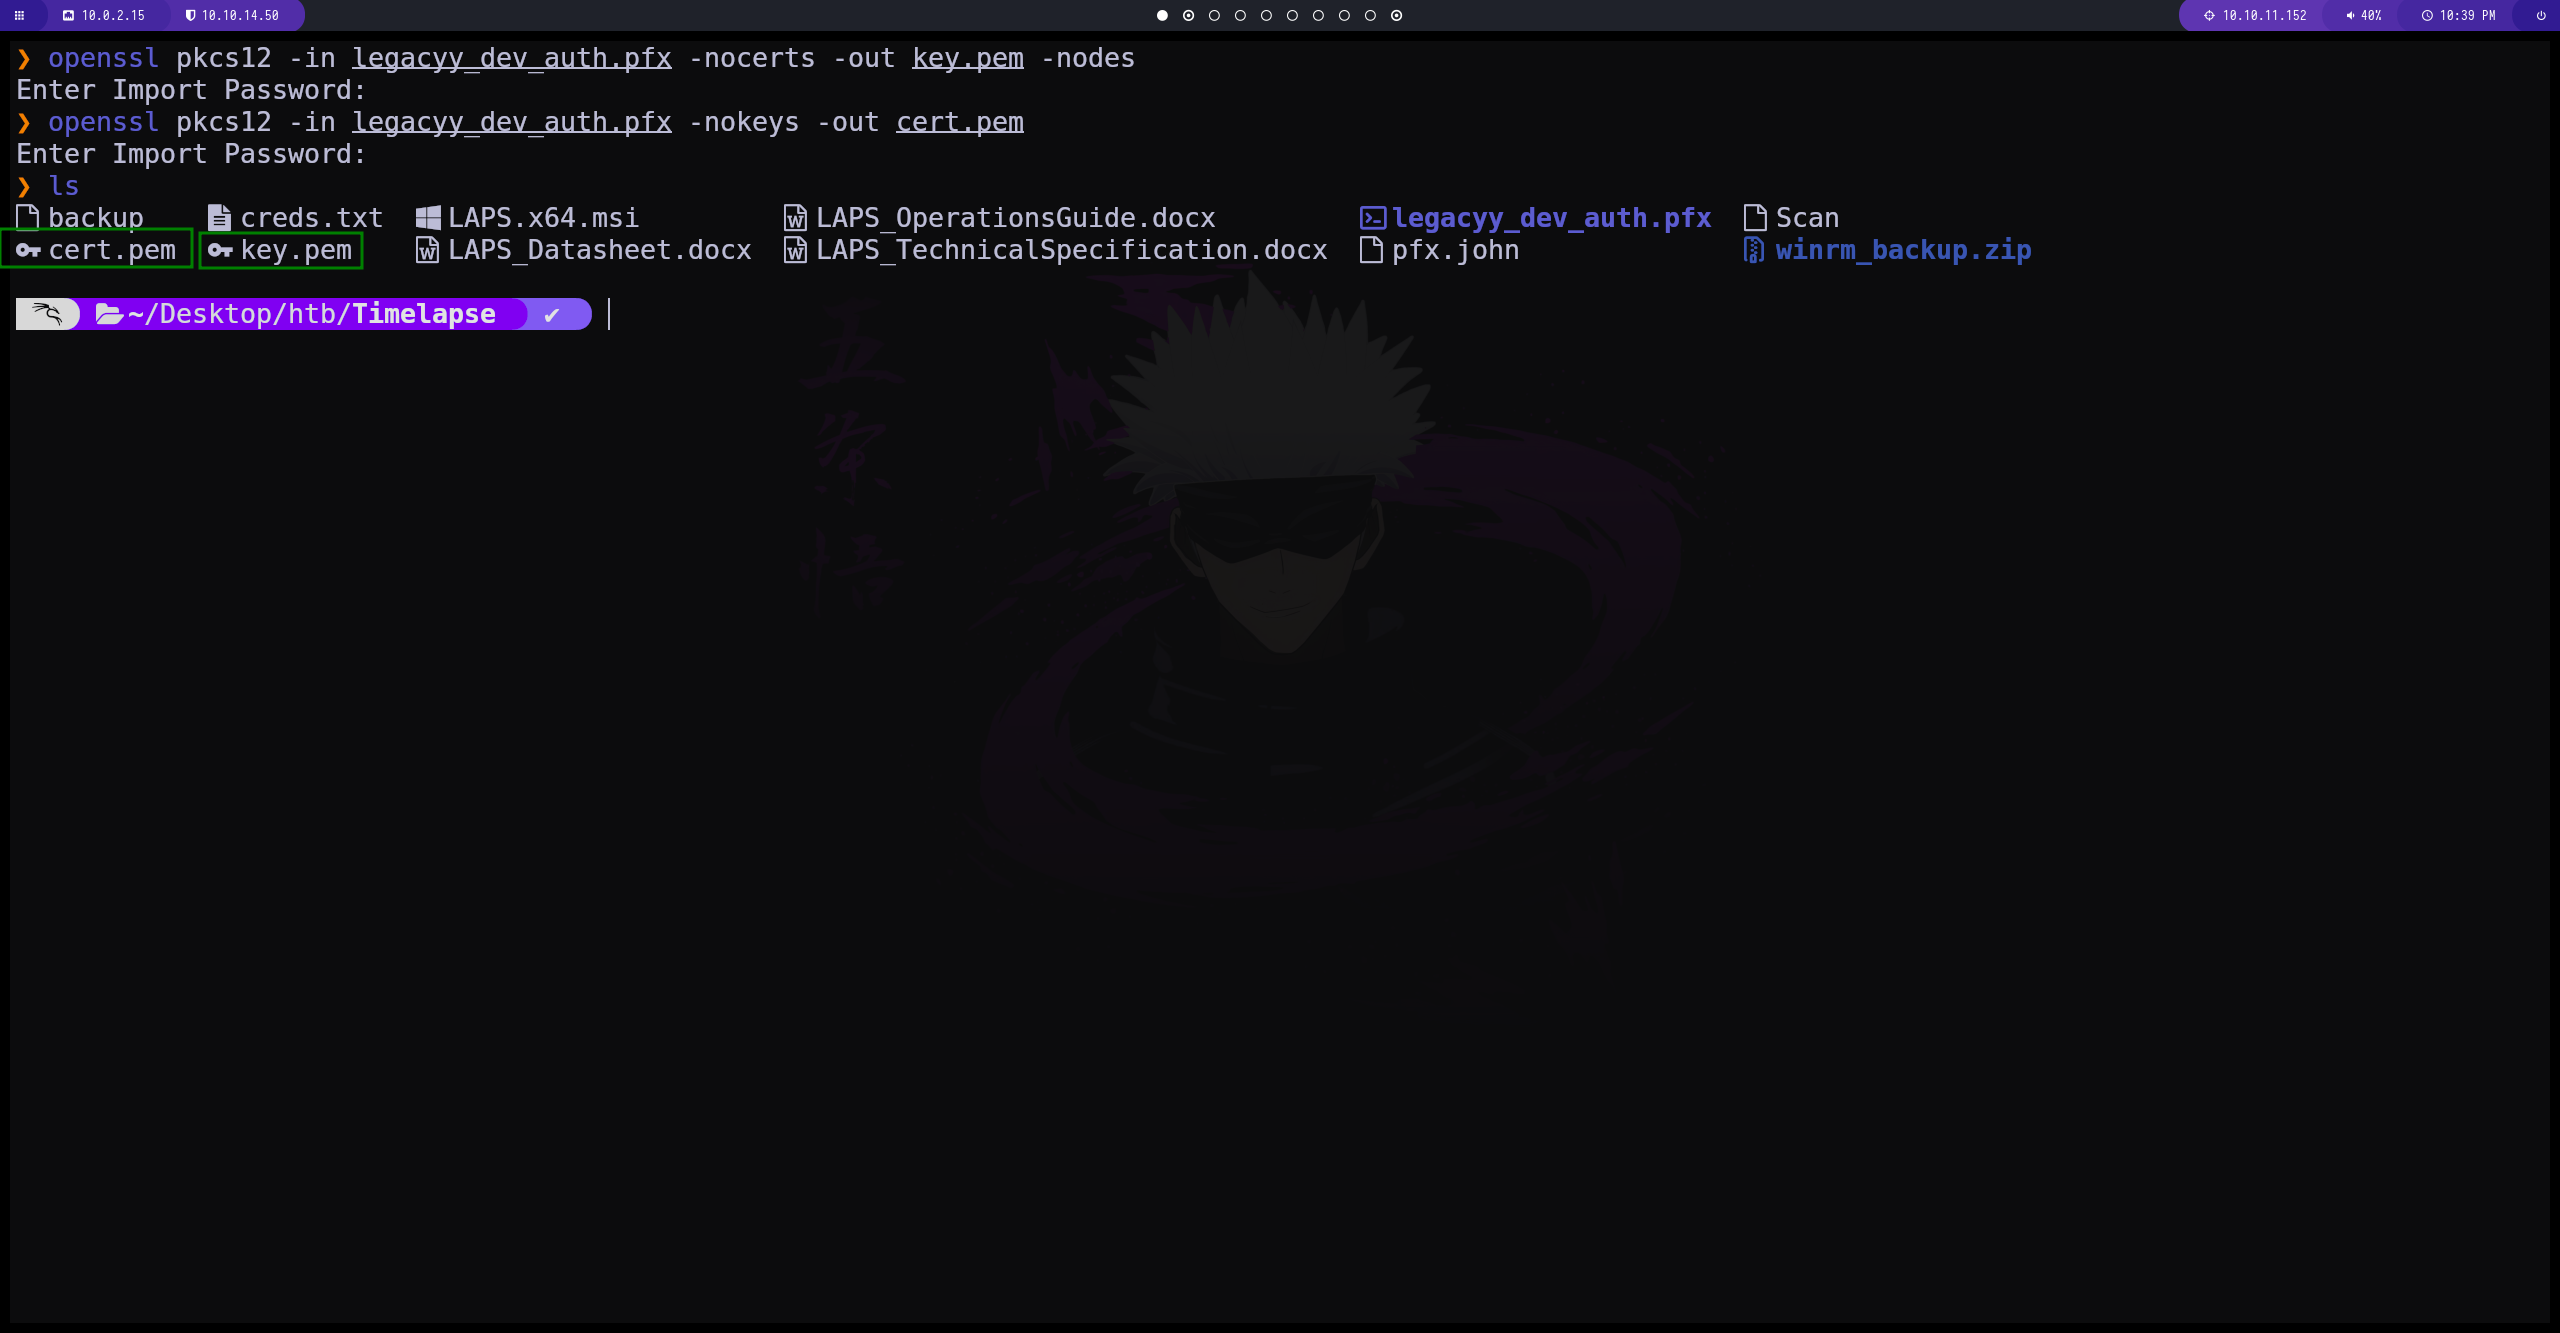 10.0.2.15 10.10.14.50 10.10.11.152 40% 10:39 PM
❯ openssl pkcs12 -in legacyy_dev_auth.pfx -nocerts -out key.pem -nodes
Enter Import Password:
❯ openssl pkcs12 -in legacyy_dev_auth.pfx -nokeys -out cert.pem
Enter Import Password:
❯ ls
backup creds.txt LAPS.x64.msi LAPS_OperationsGuide.docx legacyy_dev_auth.pfx Scan
cert.pem key.pem LAPS_Datasheet.docx LAPS_TechnicalSpecification.docx pfx.john winrm_backup.zip
~/Desktop/htb/Timelapse ✔
五
条
悟